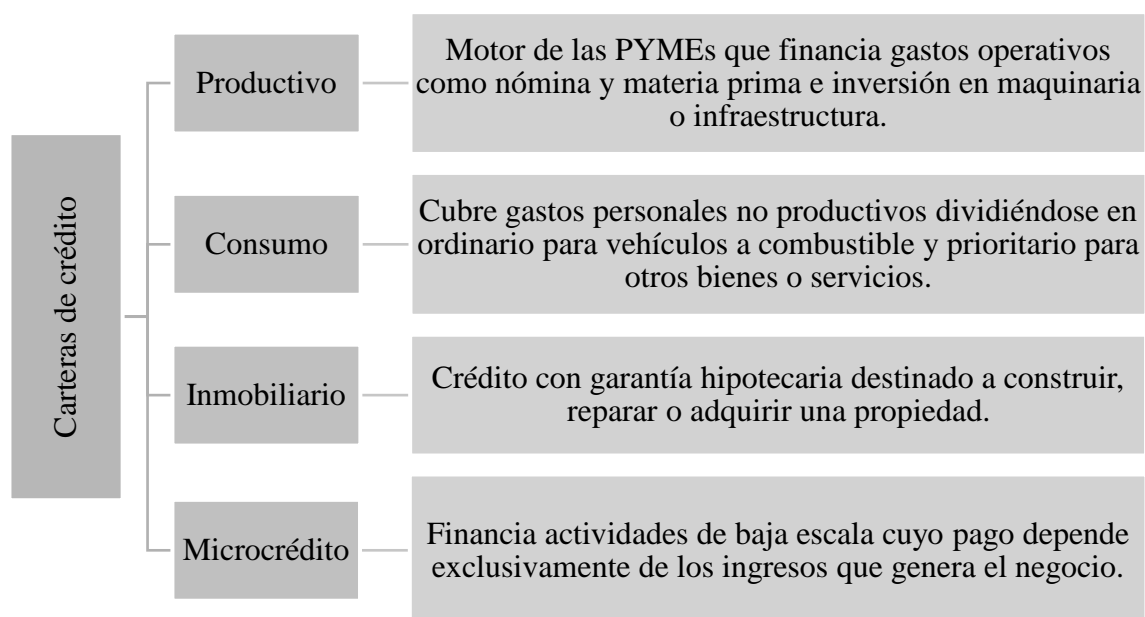 Carteras de crédito
Productivo
Motor de las PYMEs que financia gastos operativos
como nómina y materia prima e inversión en maquinaria
o infraestructura.
Consumo
Cubre gastos personales no productivos dividiéndose en
ordinario para vehículos a combustible y prioritario para
otros bienes o servicios.
Inmobiliario
Crédito con garantía hipotecaria destinado a construir,
reparar o adquirir una propiedad.
Microcrédito
Financia actividades de baja escala cuyo pago depende
exclusivamente de los ingresos que genera el negocio.